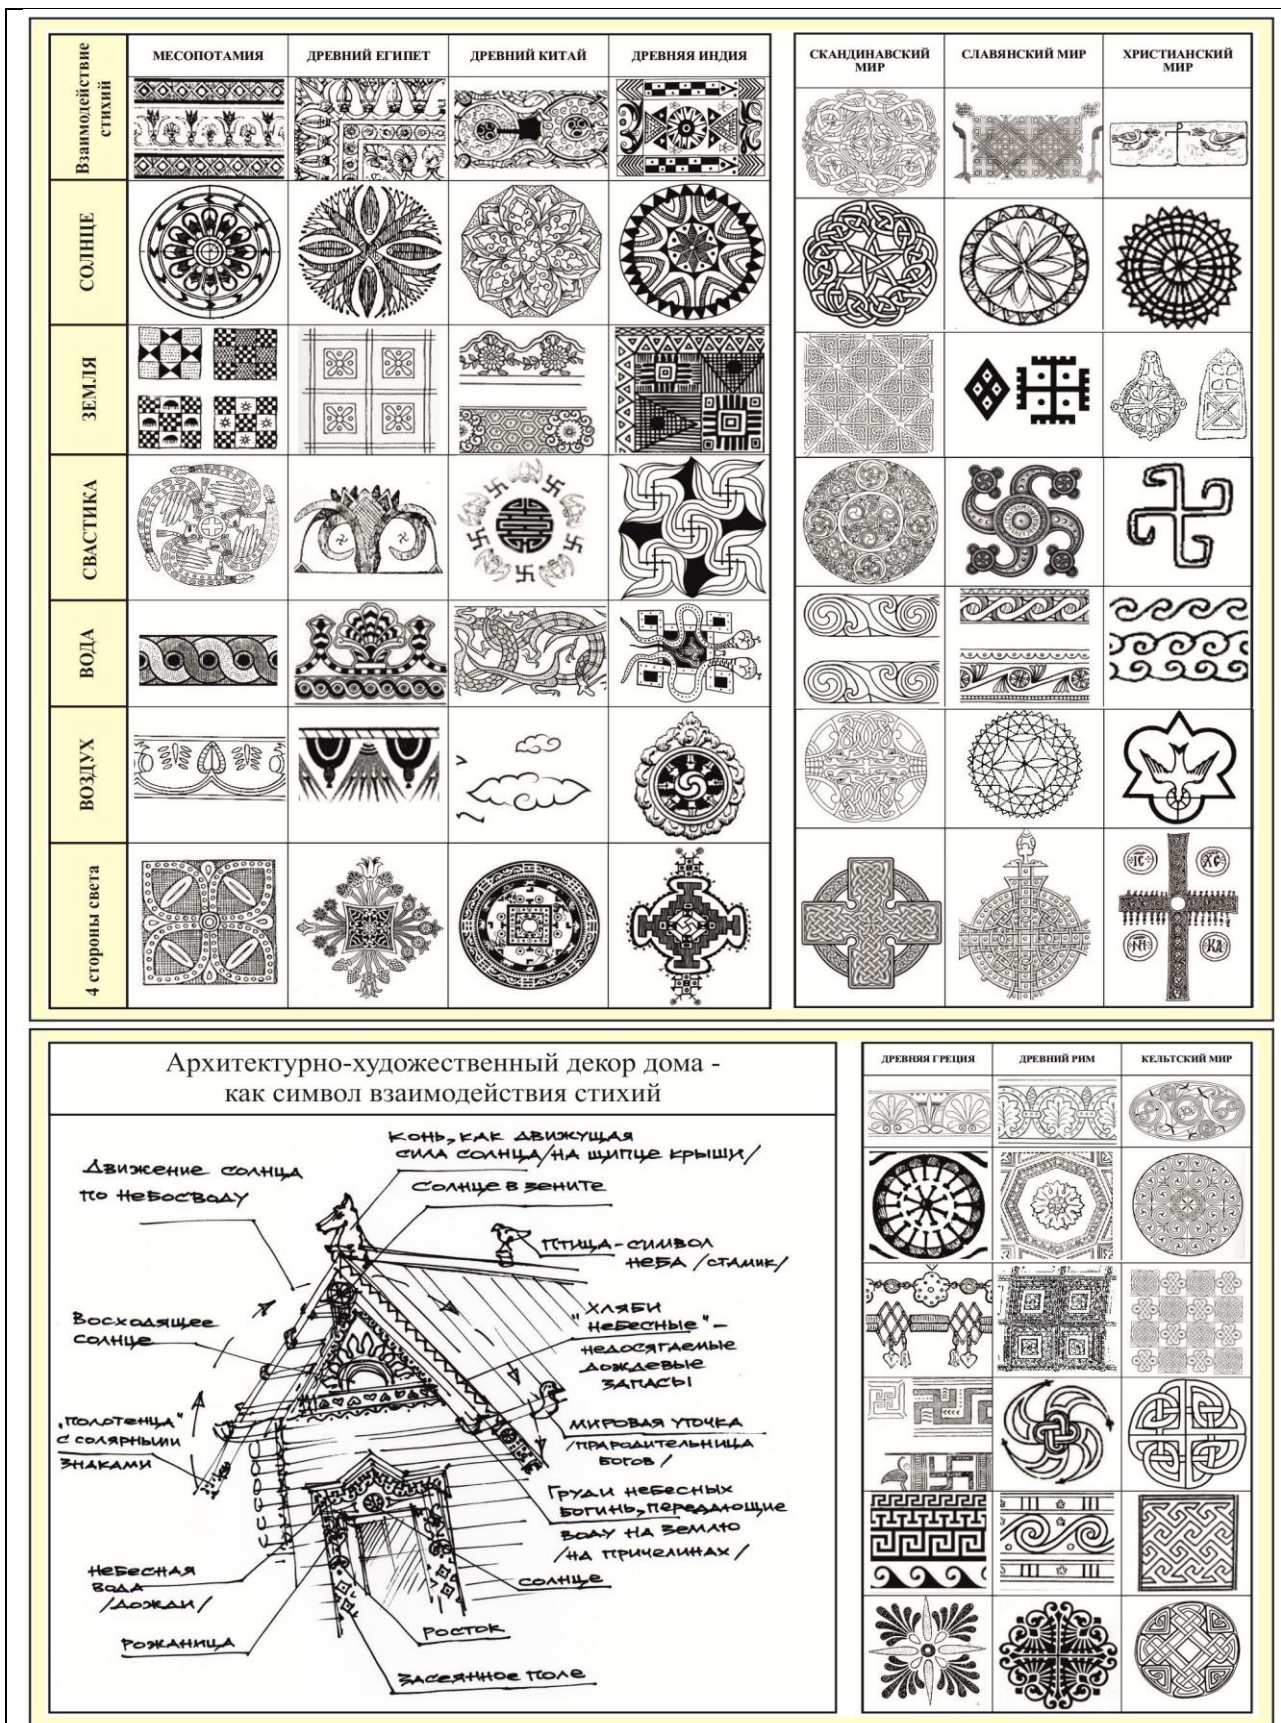 МЕСОПОТАМИЯ
ДРЕВНИЙ ЕГИПЕТ
ДРЕВНИЙ КИТАЙ
ДРЕВНЯЯ ИНДИЯ
СКАНДИНАВСКИЙ
МИР
СЛАВЯНСКИЙ МИР
ХРИСТИАНСКИЙ
МИР
Взаимодействие
стихий
СОЛНЦЕ
ЗЕМЛЯ
СВАСТИКА
ВОДА
ВОЗДУХ
4 стороны света
Архитектурно-художественный декор дома -
как символ взаимодействия стихий
КОНЬ, КАК ДВИЖУЩАЯ
СИЛА СОЛНЦА /НА ЩИПЦЕ КРЫШИ/
ДВИЖЕНИЕ СОЛНЦА
ПО НЕБОСВОДУ
СОЛНЦЕ В ЗЕНИТЕ
ПТИЦА - СИМВОЛ
НЕБА /СТАМИК/
ВОСХОДЯЩЕЕ
СОЛНЦЕ
ХЛЯБИ
"НЕБЕСНЫЕ" -
НЕДОСЯГАЕМЫЕ
ДОЖДЕВЫЕ
ЗАПАСЫ
"ПОЛОТЕНЦА"
С СОЛЯРНЫМИ
ЗНАКАМИ
МИРОВАЯ УТОЧКА
/ПРАРОДИТЕЛЬНИЦА
БОГОВ/
ГРУДИ НЕБЕСНЫХ
БОГИНЬ, ПЕРЕДАЮЩИЕ
ВОДУ НА ЗЕМЛЮ
/НА ПРИЧЕЛИНАХ/
НЕБЕСНАЯ
ВОДА
/ДОЖДИ/
СОЛНЦЕ
РОЖАНИЦА
РОСТОК
ЗАСЕЯННОЕ ПОЛЕ
ДРЕВНЯЯ ГРЕЦИЯ
ДРЕВНИЙ РИМ
КЕЛЬТСКИЙ МИР